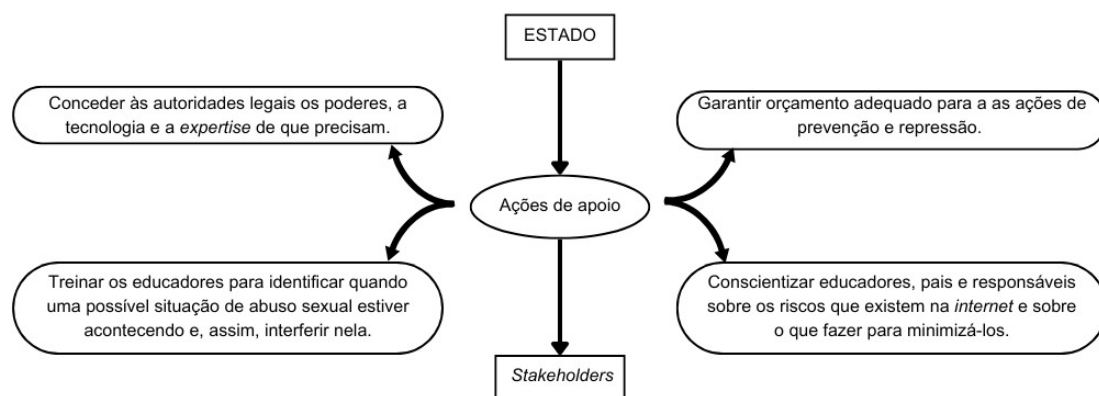 ESTADO
Conceder às autoridades legais os poderes, a
tecnologia e a expertise de que precisam.
Garantir orçamento adequado para a as ações de
prevenção e repressão.
Ações de apoio
Treinar os educadores para identificar quando
uma possível situação de abuso sexual estiver
acontecendo e, assim, interferir nela.
Conscientizar educadores, pais e responsáveis
sobre os riscos que existem na internet e sobre
o que fazer para minimizá-los.
Stakeholders